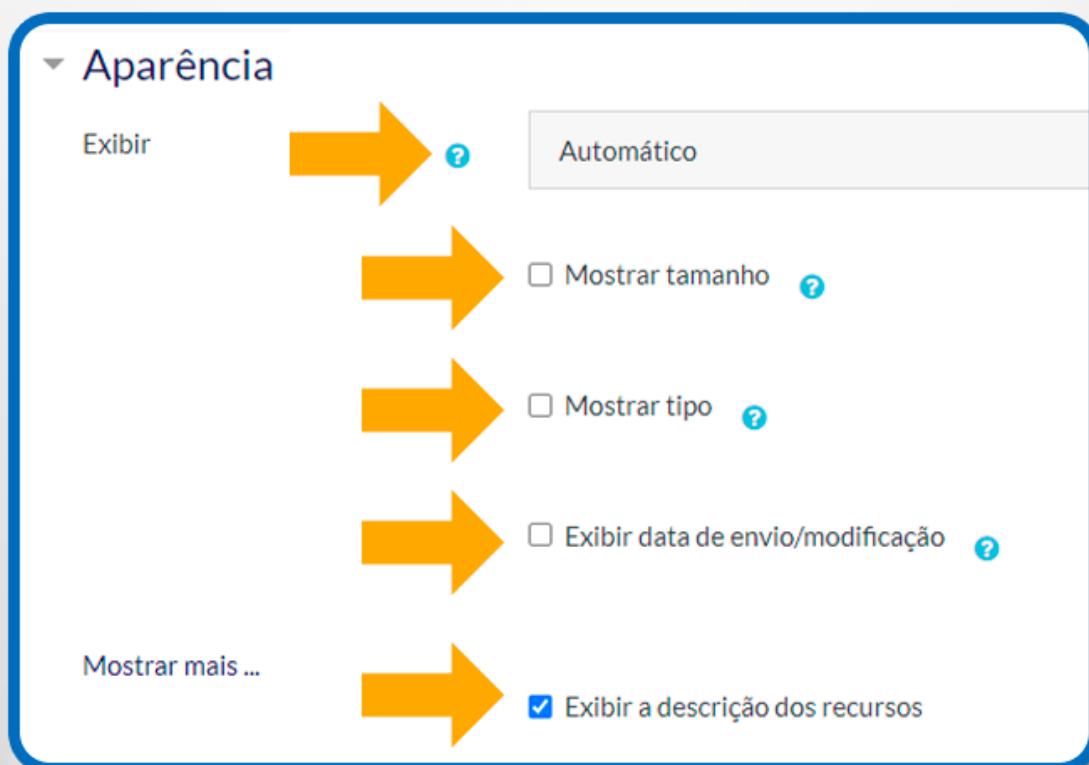 Aparência
Exibir
Automático
Mostrar tamanho
Mostrar tipo
Exibir data de envio/modificação
Mostrar mais ...
Exibir a descrição dos recursos